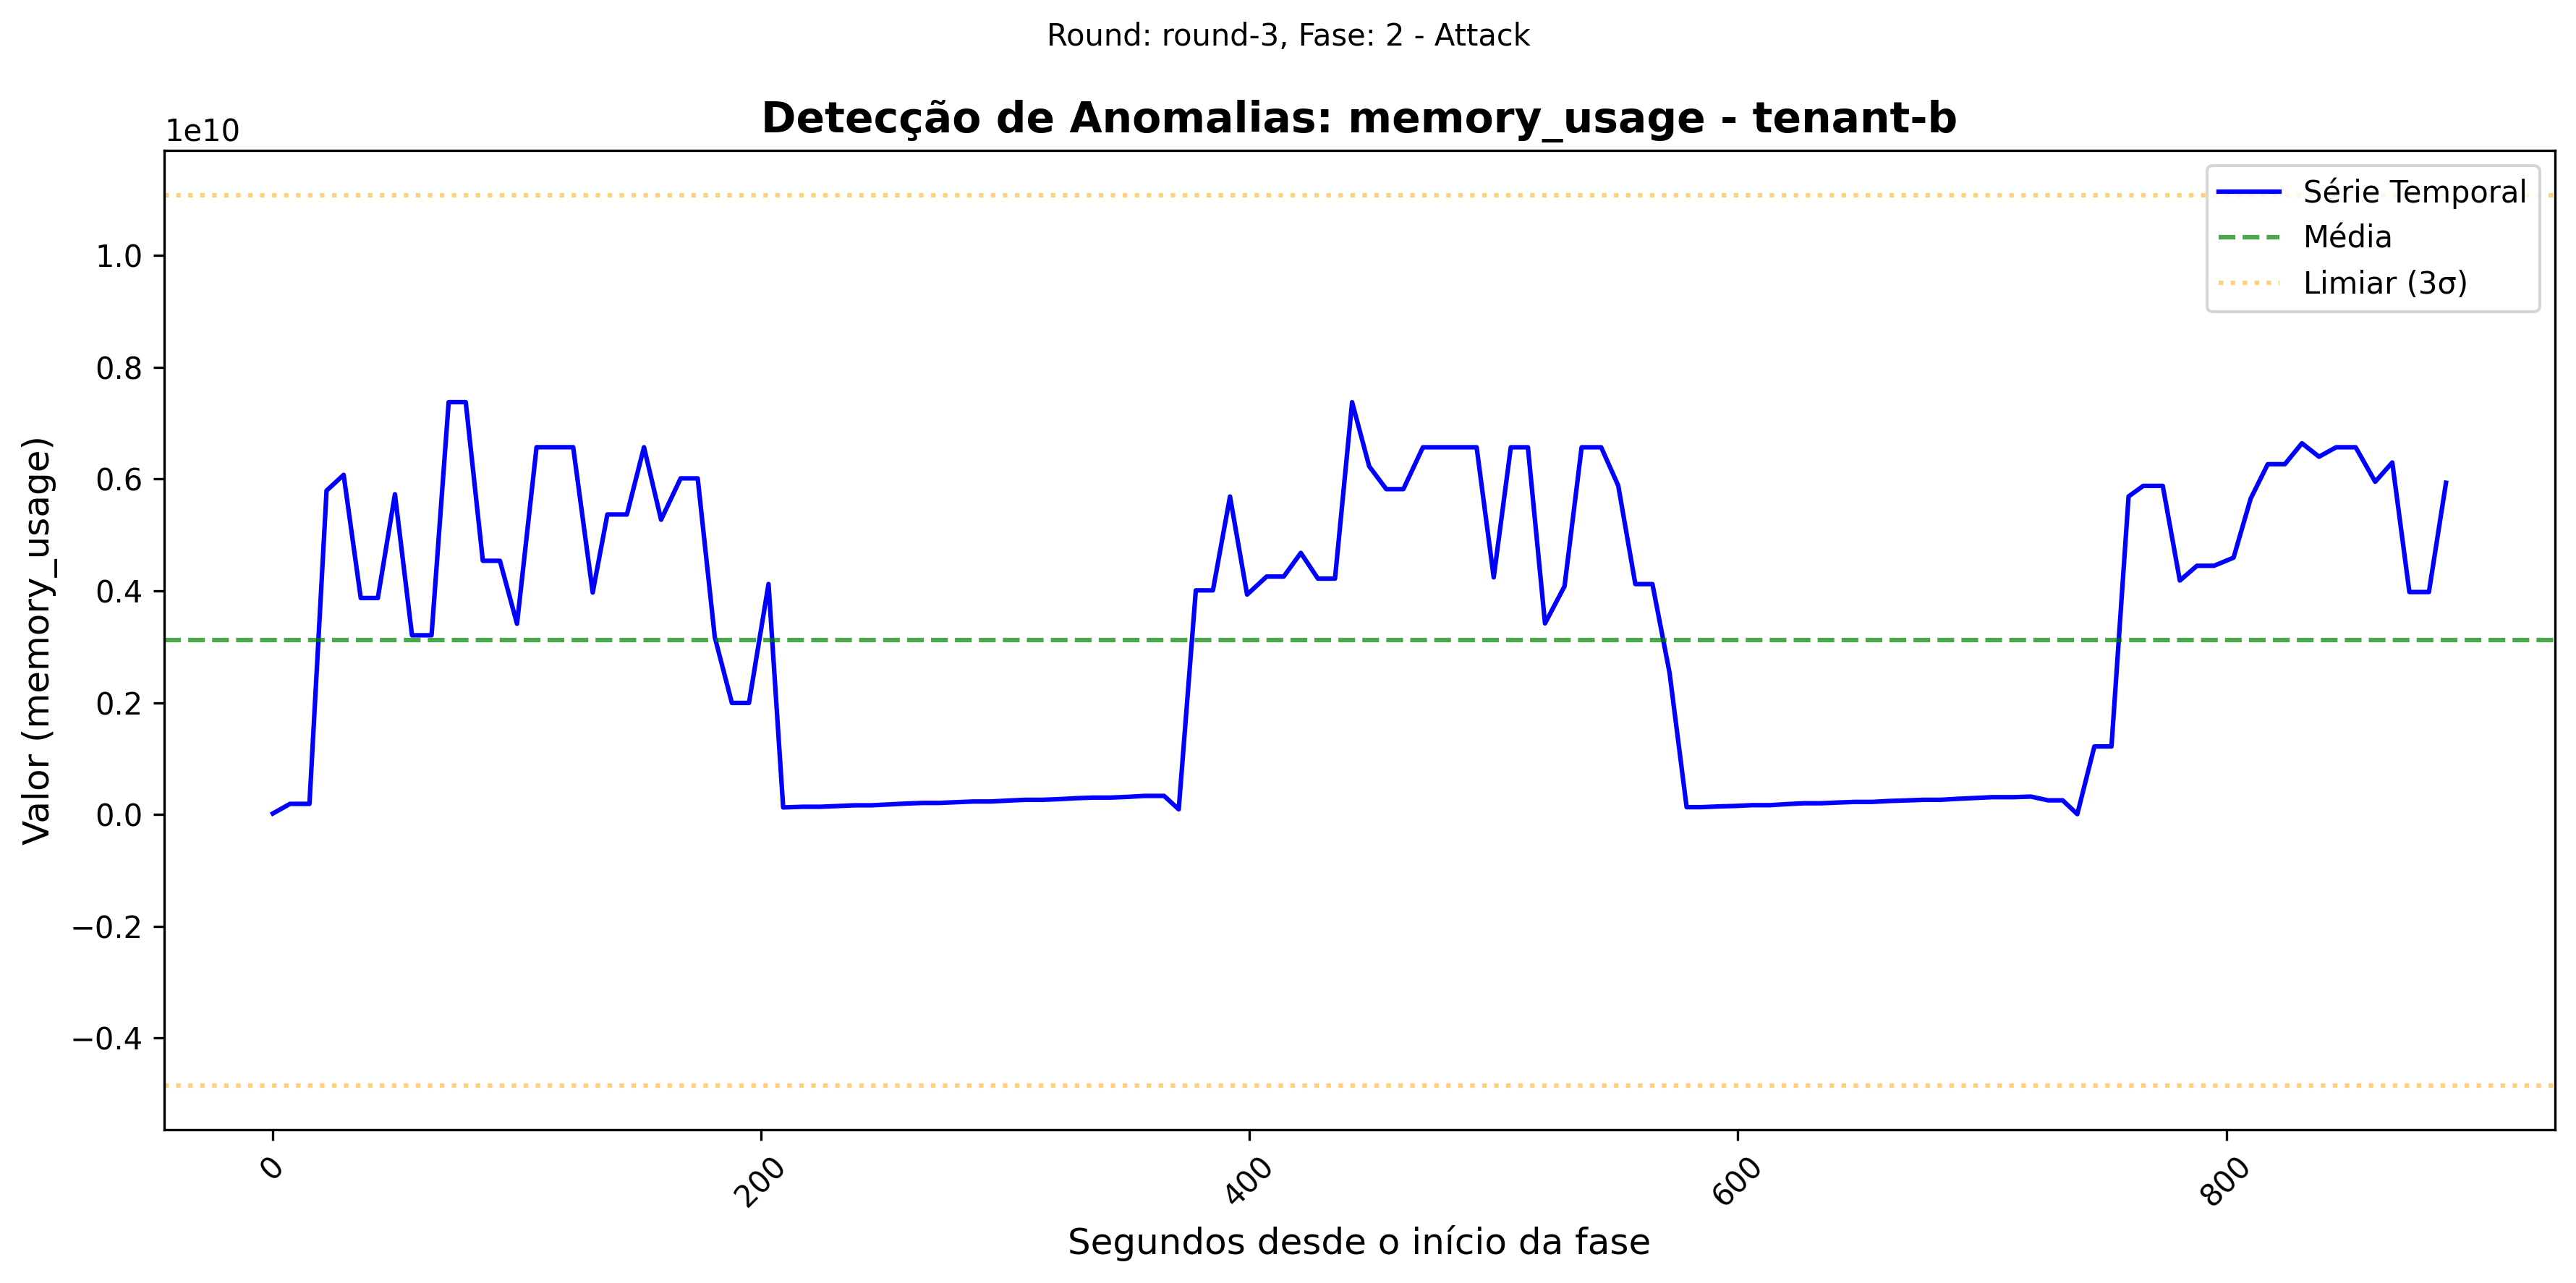 Round: round-3, Fase: 2 - Attack
Detecção de Anomalias: memory_usage - tenant-b
1e10
Série Temporal
Média
Limiar (3σ)
Valor (memory_usage)
1.0
0.8
0.6
0.4
0.2
0.0
−0.2
−0.4
0
200
400
600
800
Segundos desde o início da fase